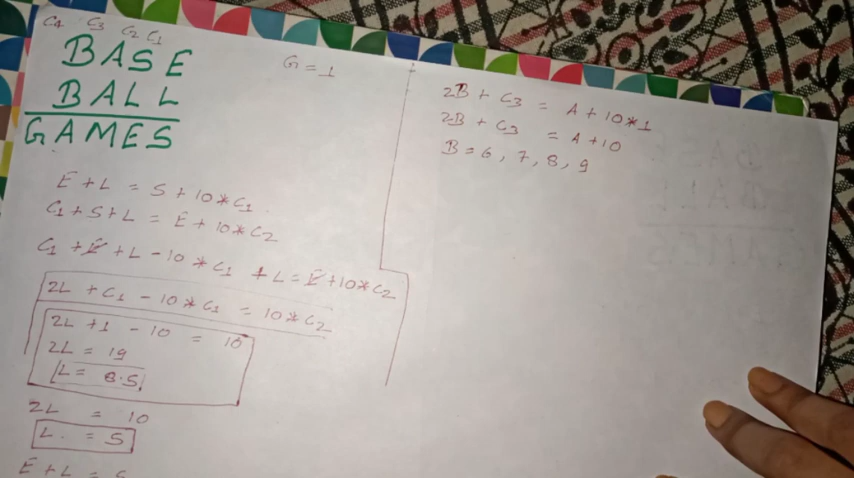 C4 C3 C2 C1
BASE
BALL
GAMES
E + L = S + 10 * C1
C1 + S + L = E + 10 * C2
C1 + E + L - 10 * C1 + L = E + 10 * C2
2L + C1 - 10 * C1 = 10 * C2
2L + 1 - 10 = 10
2L = 19
L = 8.5
2L = 10
L. = 5
E + L = S
G = 1
2B + C3 = A + 10 * 1
2B + C3 = A + 10
B = 6, 7, 8, 9